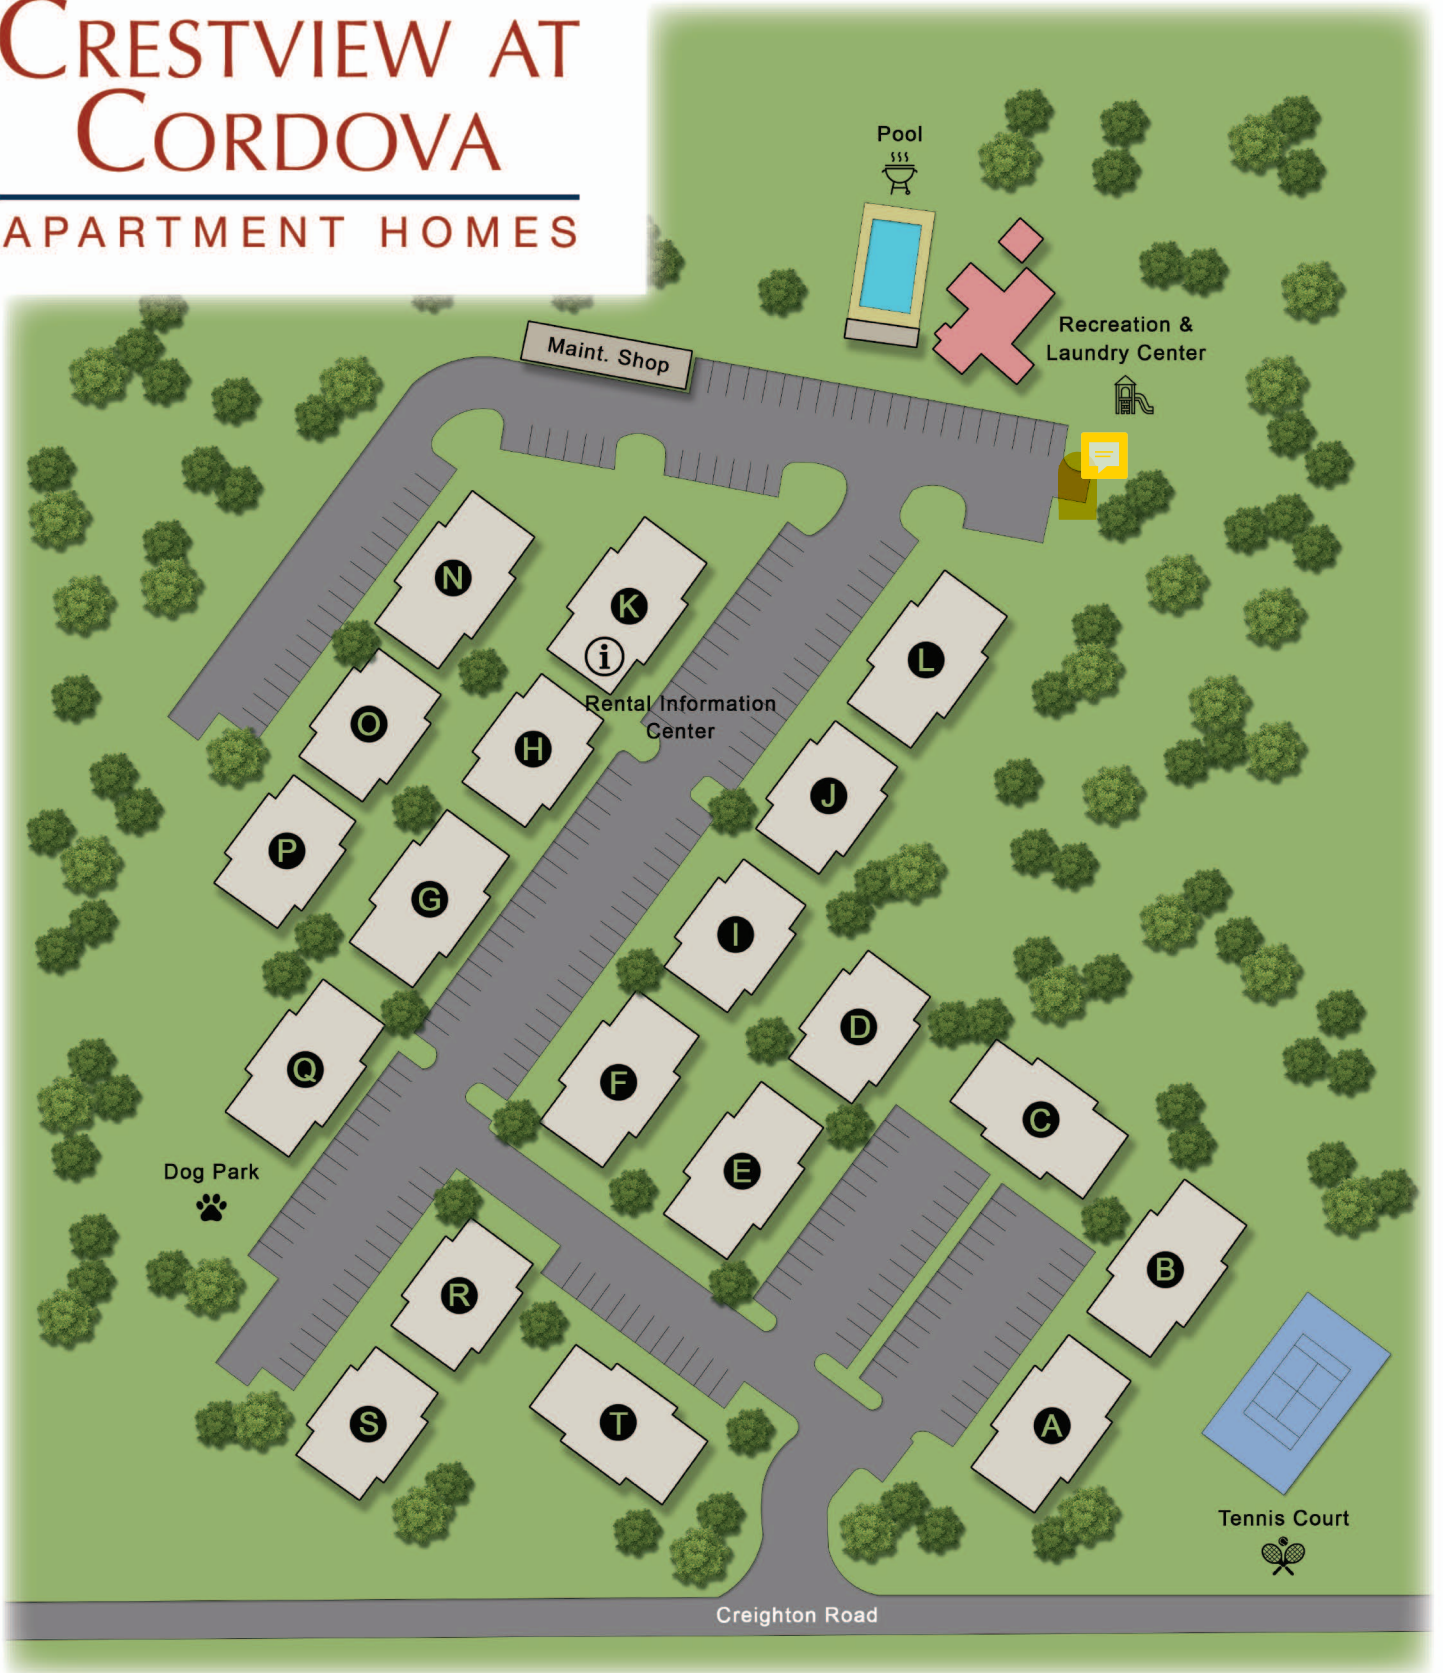 CRESTVIEW AT
CORDOVA
APARTMENT HOMES
Pool
Recreation &
Laundry Center
Maint. Shop
N
K
L
O
H
Rental Information
Center
J
P
G
I
D
Q
F
C
E
Dog Park
B
R
A
S
T
Tennis Court
Creighton Road